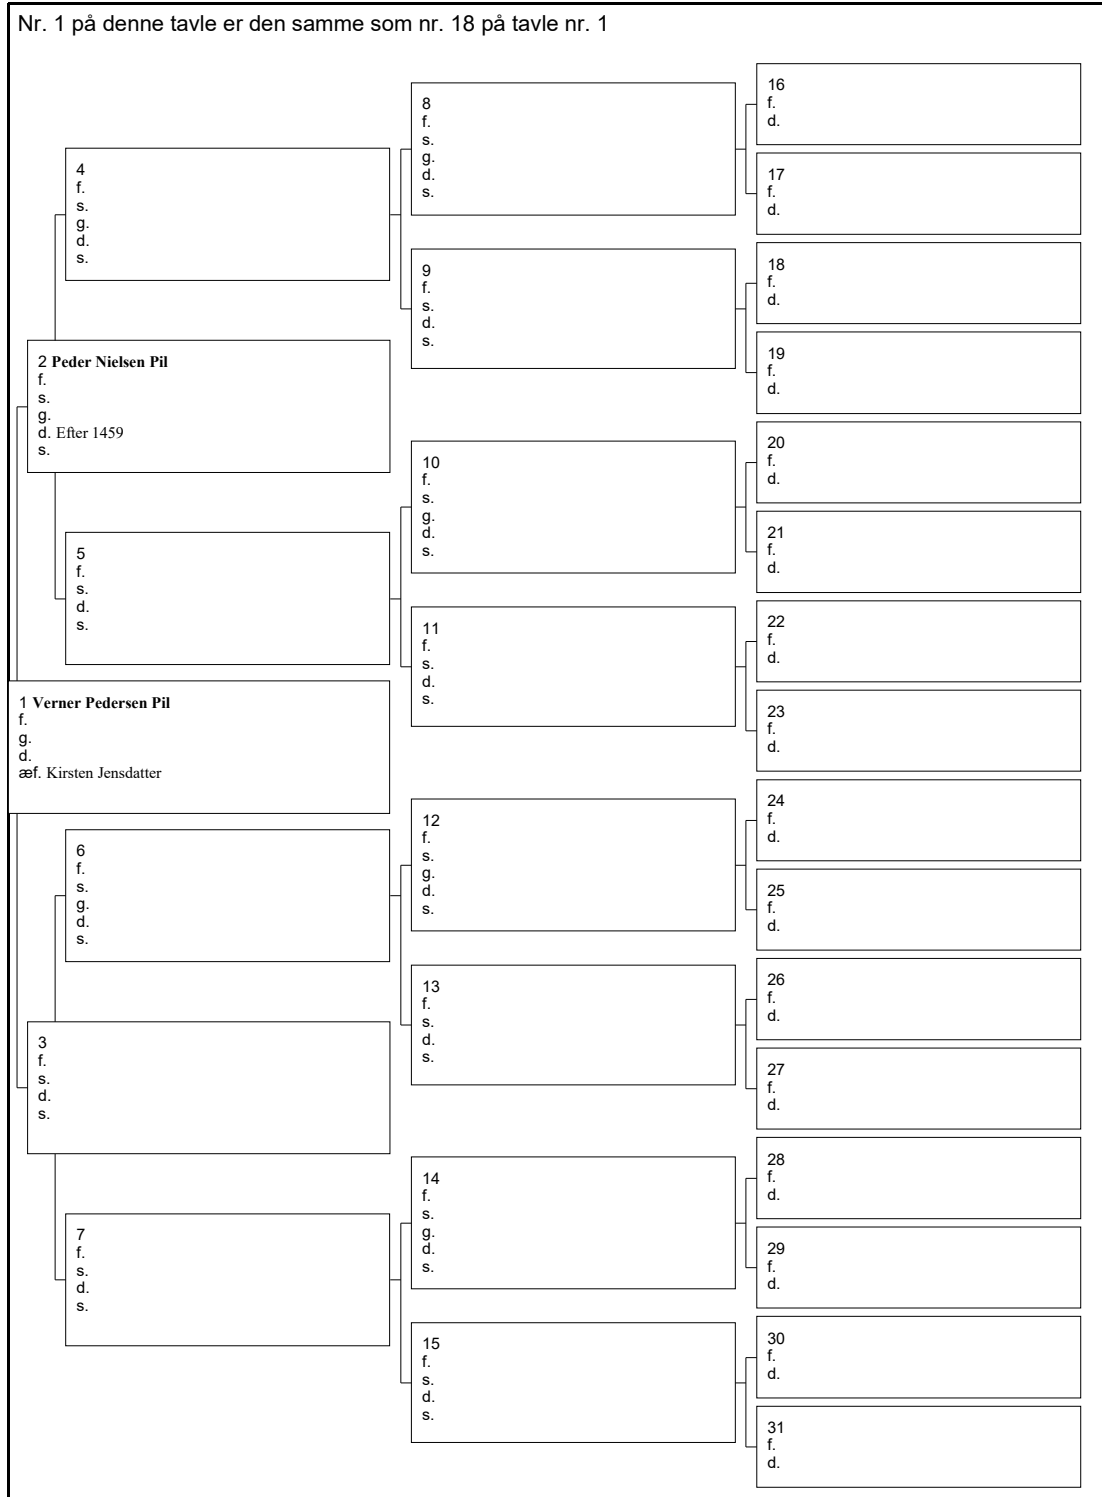 Nr. 1 på denne tavle er den samme som nr. 18 på tavle nr. 1
1 Verner Pedersen Pil
f.
g.
d.
æf. Kirsten Jensdatter
2 Peder Nielsen Pil
f.
s.
g.
d. Efter 1459
s.
3
f.
s.
d.
s.
4
f.
s.
g.
d.
s.
5
f.
s.
d.
s.
6
f.
s.
g.
d.
s.
7
f.
s.
d.
s.
8
f.
s.
g.
d.
s.
9
f.
s.
d.
s.
10
f.
s.
g.
d.
s.
11
f.
s.
d.
s.
12
f.
s.
g.
d.
s.
13
f.
s.
d.
s.
14
f.
s.
g.
d.
s.
15
f.
s.
d.
s.
16
f.
d.
17
f.
d.
18
f.
d.
19
f.
d.
20
f.
d.
21
f.
d.
22
f.
d.
23
f.
d.
24
f.
d.
25
f.
d.
26
f.
d.
27
f.
d.
28
f.
d.
29
f.
d.
30
f.
d.
31
f.
d.